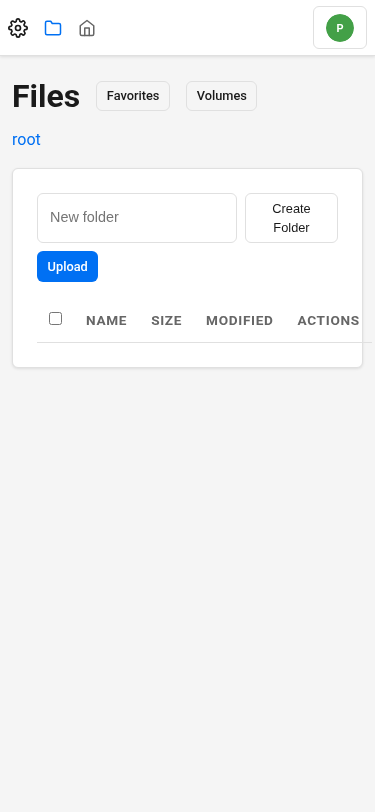 P
Files
Favorites
Volumes
root
New folder
Create
Folder
Upload
NAME SIZE MODIFIED ACTIONS